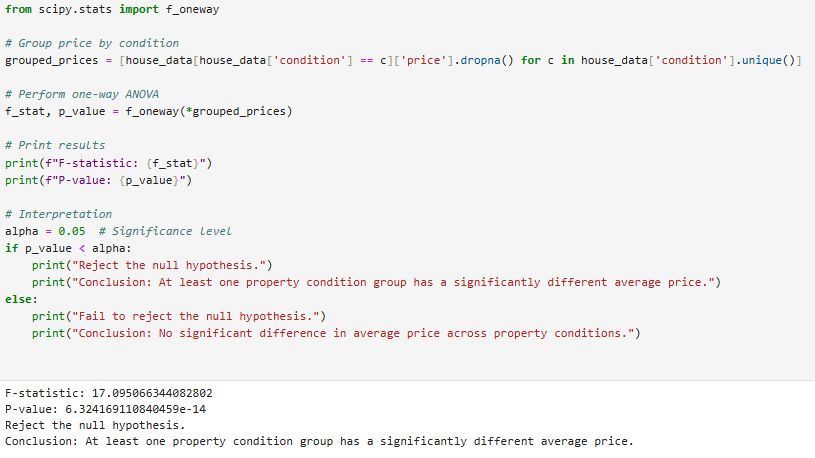 from scipy.stats import f_oneway
# Group price by condition
grouped_prices = [house_data[house_data['condition'] == c]['price'].dropna() for c in house_data['condition'].unique()]
# Perform one-way ANOVA
f_stat, p_value = f_oneway(*grouped_prices)
# Print results
print(f"F-statistic: {f_stat}")
print(f"P-value: {p_value}")
# Interpretation
alpha = 0.05  # Significance level
if p_value < alpha:
    print("Reject the null hypothesis.")
    print("Conclusion: At least one property condition group has a significantly different average price.")
else:
    print("Fail to reject the null hypothesis.")
    print("Conclusion: No significant difference in average price across property conditions.")
F-statistic: 17.095066344082802
P-value: 6.324169110840459e-14
Reject the null hypothesis.
Conclusion: At least one property condition group has a significantly different average price.